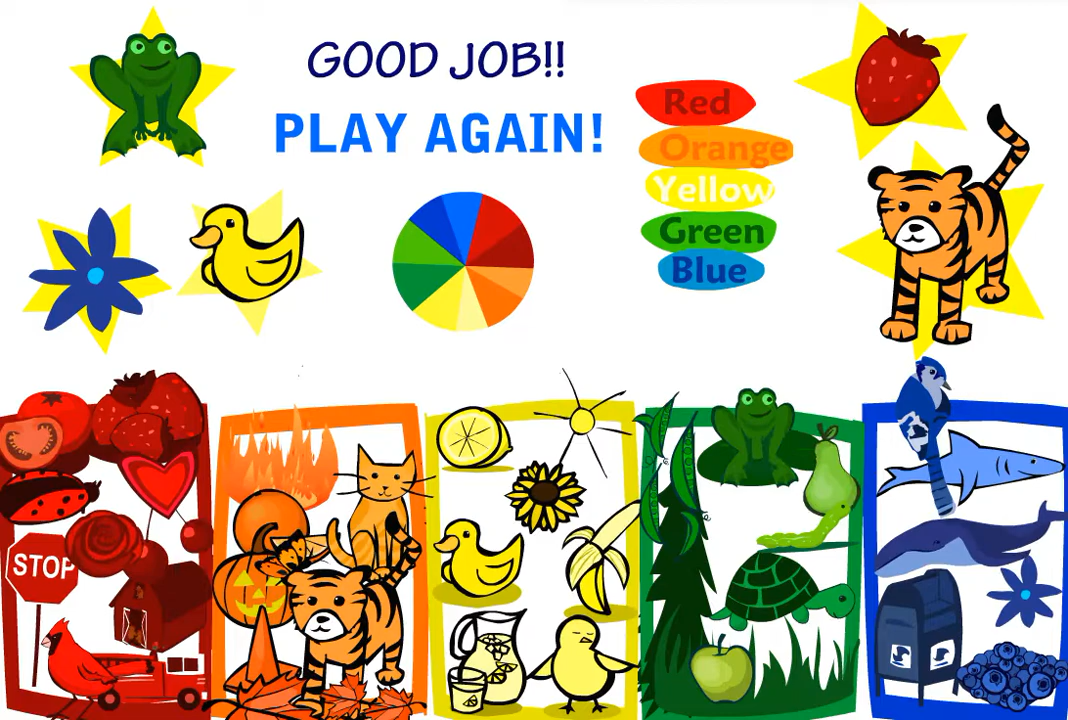 GOOD JOB!!
PLAY AGAIN!
Red
Orange
Yellow
Green
Blue
STOP